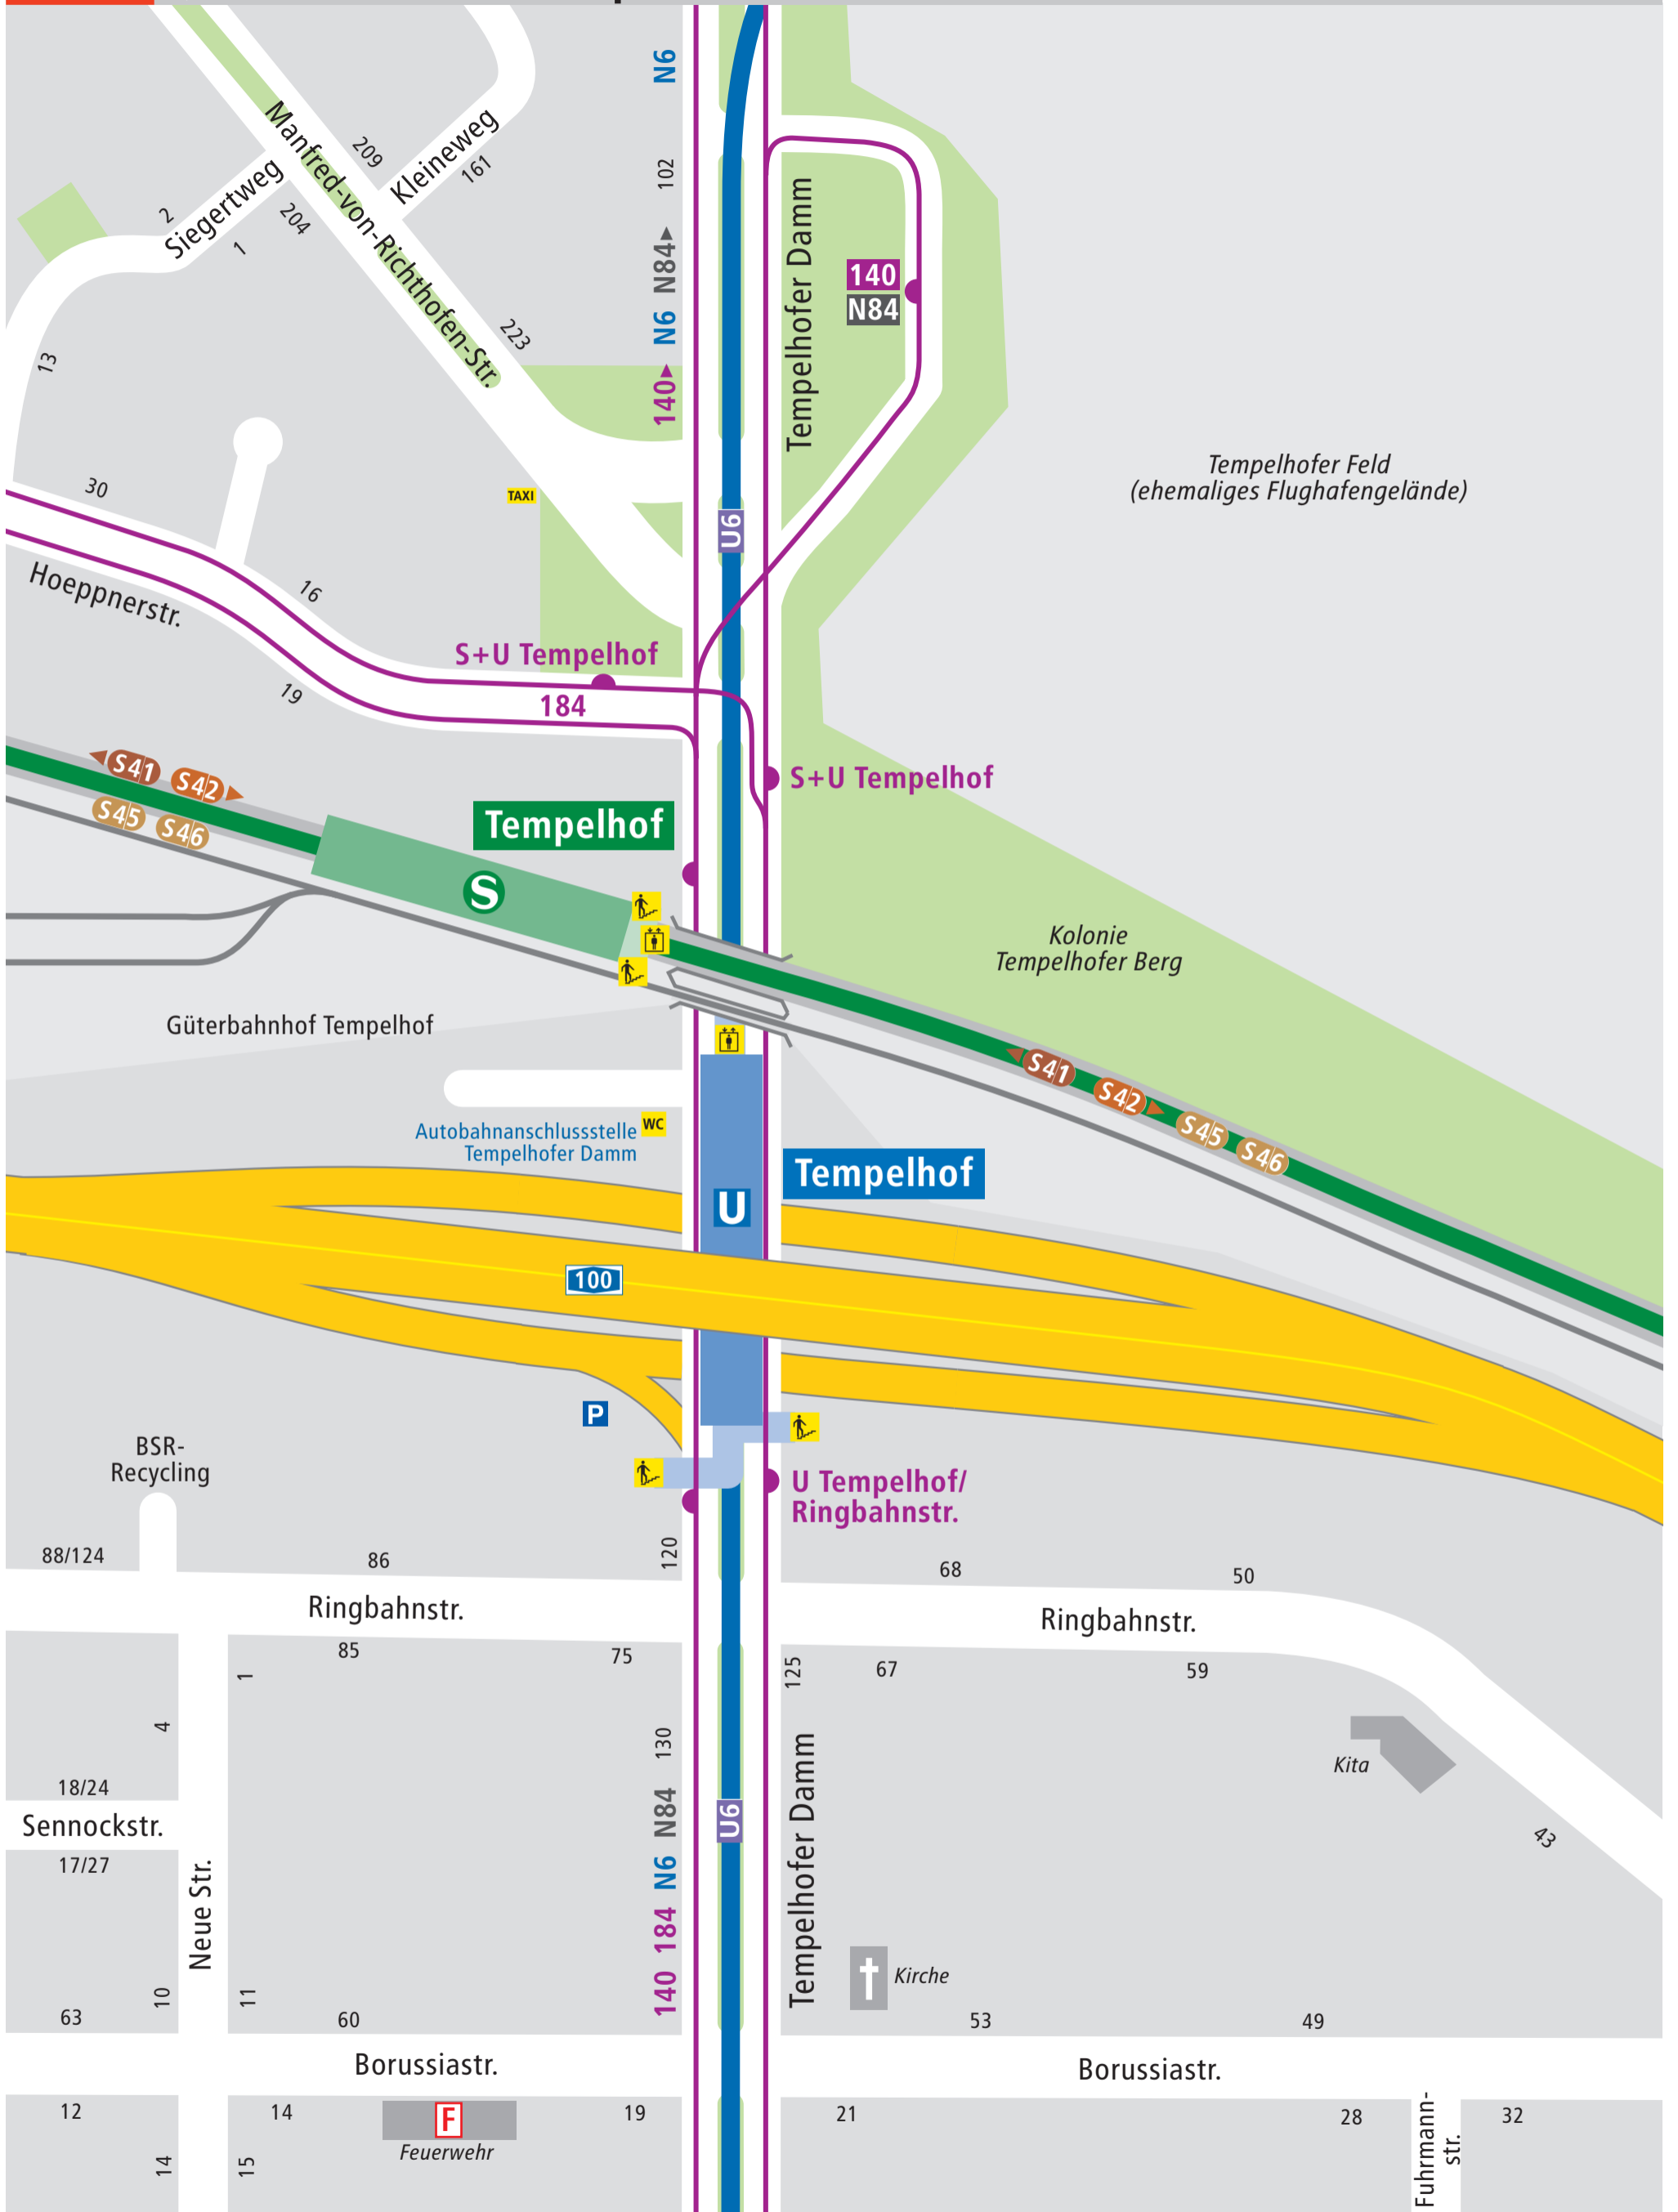 N6
Manfred-von-Richthofen-Str.
209
Kleineweg
161
102
2
Siegertweg
204
1
N84
Tempelhofer Damm
140
N84
N6
223
13
140
Tempelhofer Feld
(ehemaliges Flughafengelände)
30
TAXI
U6
Hoeppnerstr.
16
S+U Tempelhof
19
184
S41
S42
S45
S46
S+U Tempelhof
Tempelhof
S
Kolonie
Tempelhofer Berg
Güterbahnhof Tempelhof
S41
S42
S45
S46
Autobahnanschlussstelle
Tempelhofer Damm
WC
Tempelhof
U
100
P
BSR-
Recycling
U Tempelhof/
Ringbahnstr.
88/124
86
120
68
50
Ringbahnstr.
Ringbahnstr.
85
75
1
125
67
59
4
130
Kita
18/24
Sennockstr.
17/27
N84
U6
Tempelhofer Damm
43
N6
Neue Str.
184
140
Kirche
10
11
63
60
53
49
Borussiastr.
Borussiastr.
12
14
F
19
21
28
32
Feuerwehr
14
15
Fuhrmann-
str.